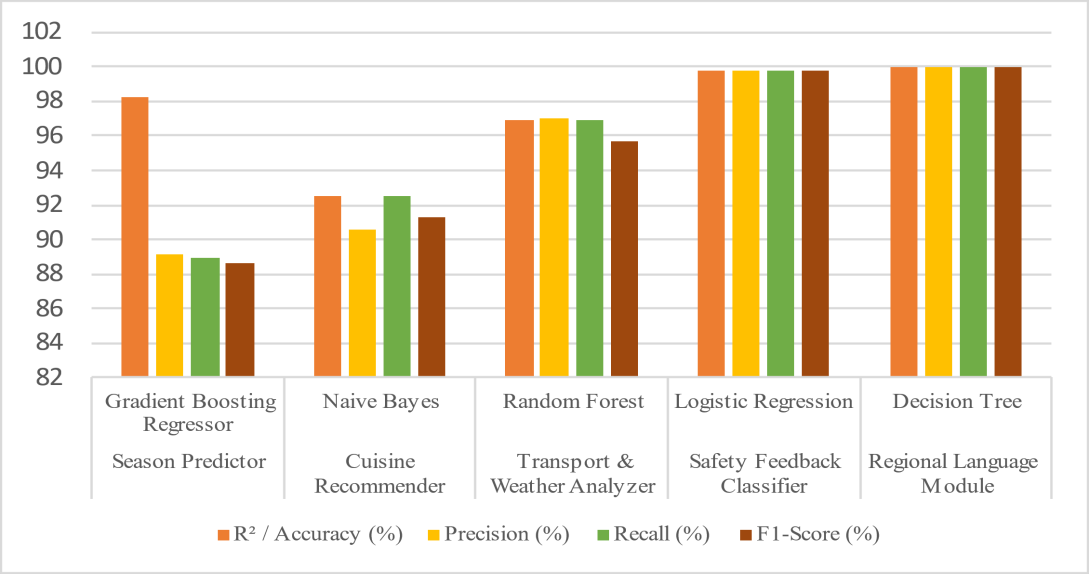 102
100
98
96
94
92
90
88
86
84
82
Gradient Boosting
Regressor
Naive Bayes
Random Forest
Logistic Regression
Decision Tree
Season Predictor
Cuisine
Recommender
Transport &
Weather Analyzer
Safety Feedback
Classifier
Regional Language
Module
R² / Accuracy (%)
Precision (%)
Recall (%)
F1-Score (%)